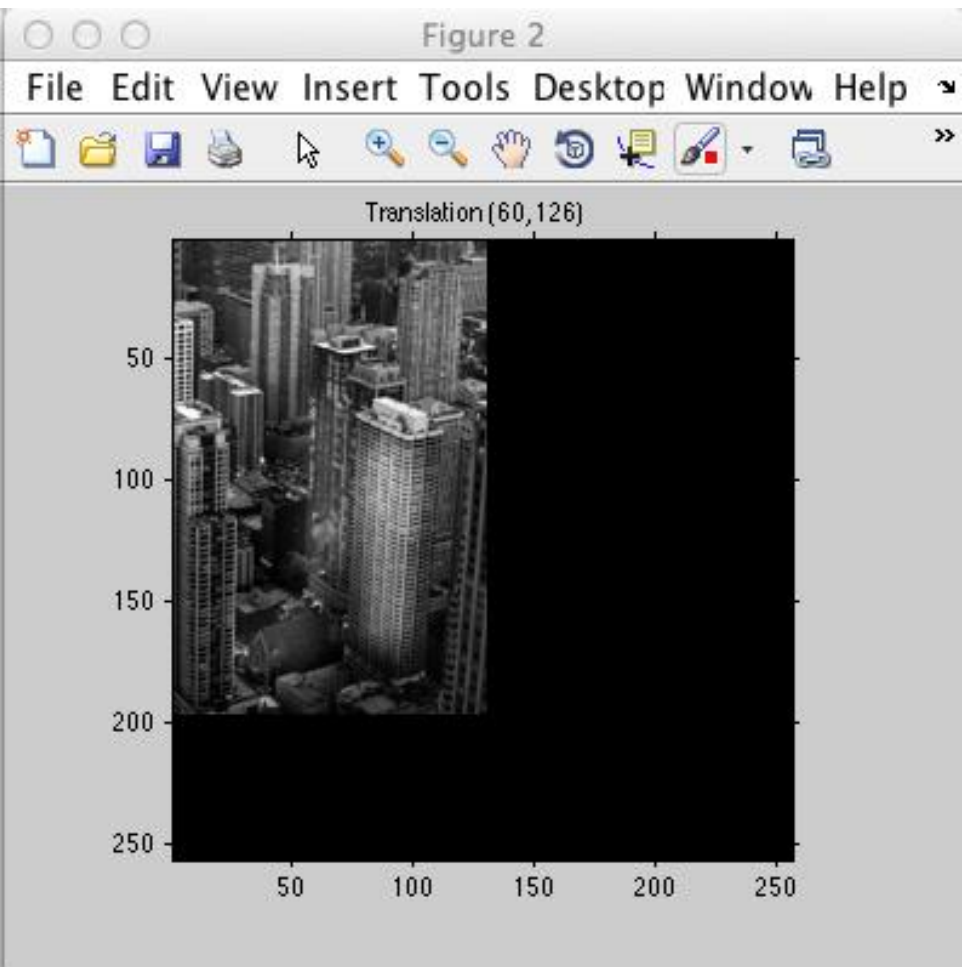 Figure 2
File Edit View Insert Tools Desktop Window Help
Translation (60,126)
50
100
150
200
250
50 100 150 200 250